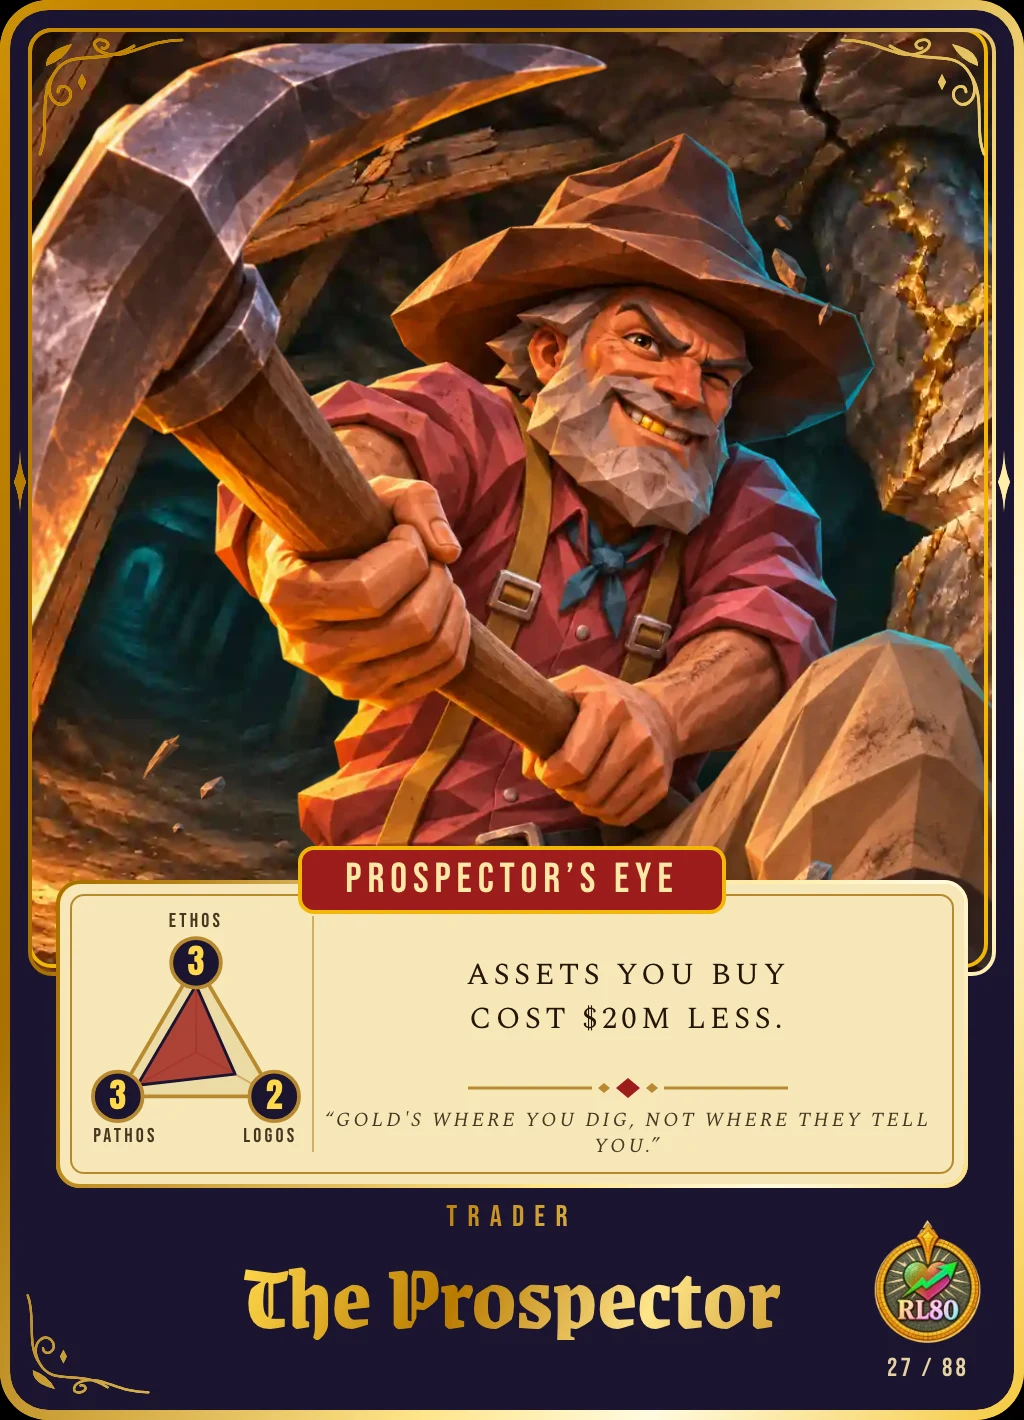 PROSPECTOR’S EYE
ETHOS
3
3
2
PATHOS
LOGOS
ASSETS YOU BUY
COST $20M LESS.
“GOLD'S WHERE YOU DIG, NOT WHERE THEY TELL
YOU.”
TRADER
The Prospector
RL80
27 / 88